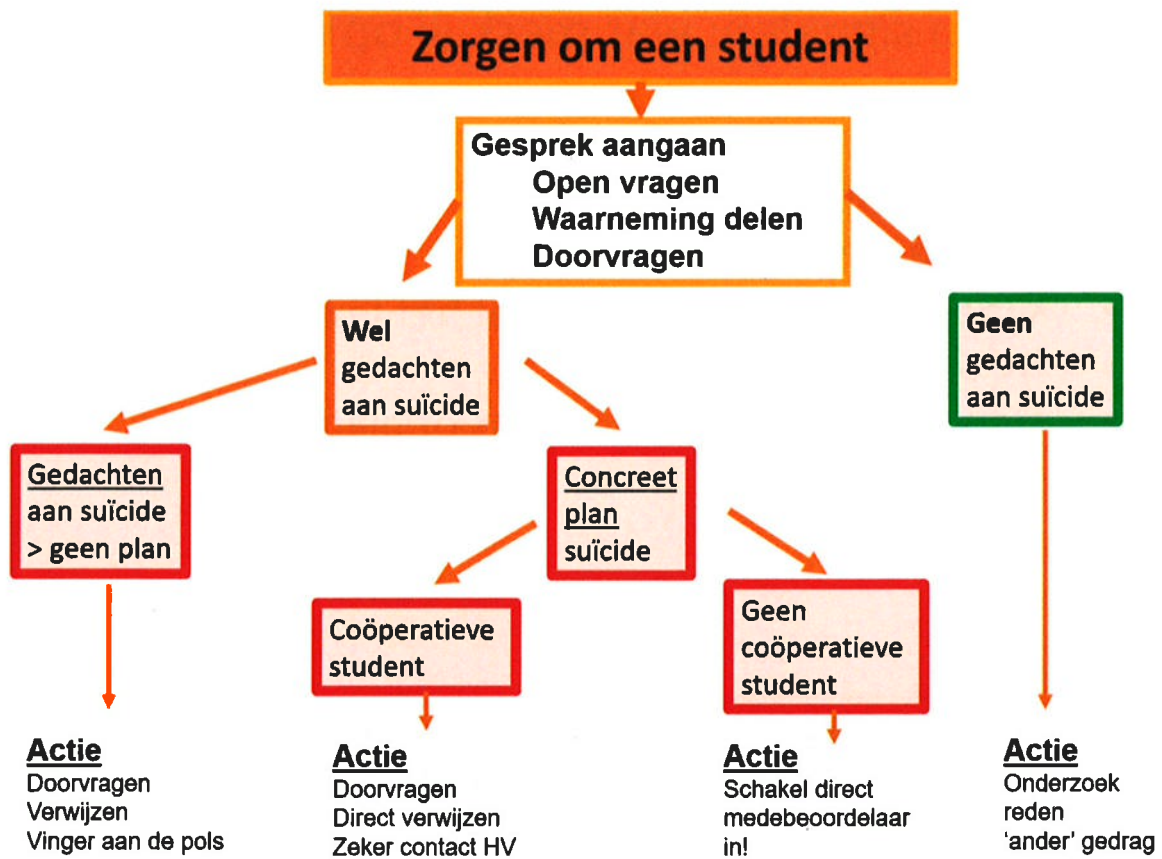 Zorgen om een student
Gesprek aangaan
Open vragen
Waarneming delen
Doorvragen
Wel
gedachten
aan suïcide
Geen
gedachten
aan suïcide
Gedachten
aan suïcide
> geen plan
Concreet
plan
suïcide
Coöperatieve
student
Geen
coöperatieve
student
Actie
Doorvragen
Verwijzen
Vinger aan de pols
Actie
Doorvragen
Direct verwijzen
Zeker contact HV
Actie
Schakel direct
medebeoordelaar
in!
Actie
Onderzoek
reden
‘ander’ gedrag